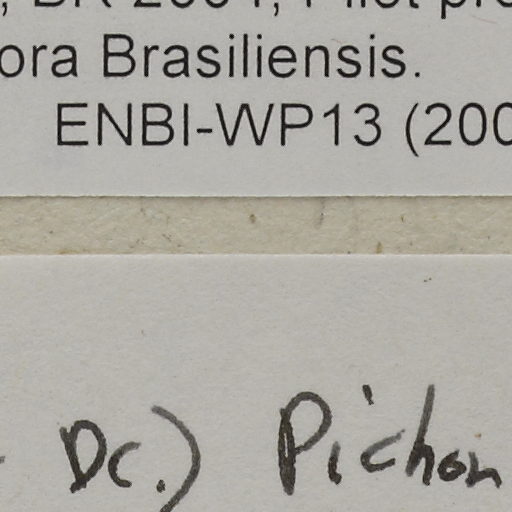 ora Brasiliensis.
ENBI-WP13 (200
Dc.) Pichon